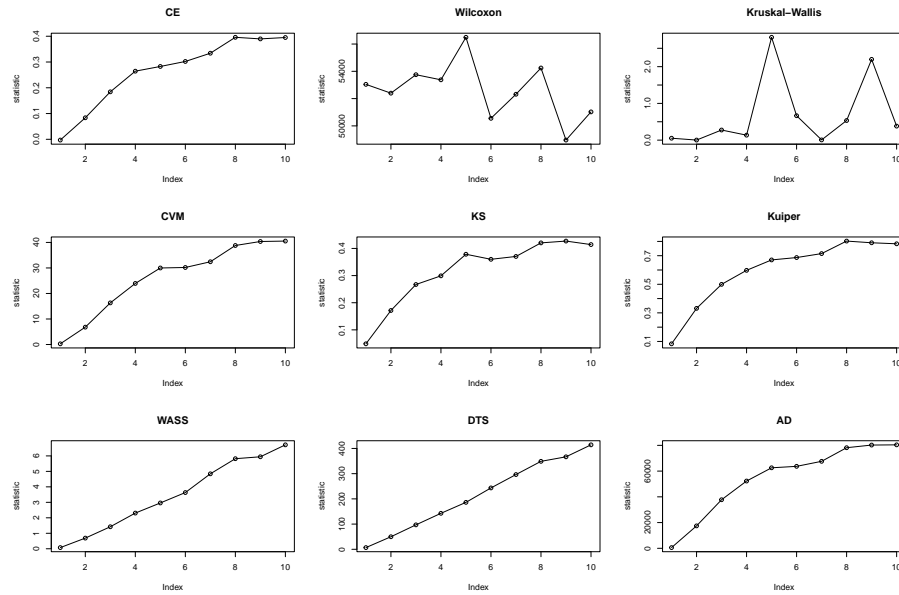 CE
Wilcoxon
Kruskal−Wallis
statistic
0.0 0.1 0.2 0.3 0.4
2 4 6 8 10
Index
statistic
50000 54000
2 4 6 8 10
Index
statistic
0.0 1.0 2.0
2 4 6 8 10
Index
CVM
KS
Kuiper
statistic
0 10 20 30 40
2 4 6 8 10
Index
statistic
0.1 0.2 0.3 0.4
2 4 6 8 10
Index
statistic
0.1 0.3 0.5 0.7
2 4 6 8 10
Index
WASS
DTS
AD
statistic
0 1 2 3 4 5 6
2 4 6 8 10
Index
statistic
0 100 200 300 400
2 4 6 8 10
Index
statistic
0 20000 60000
2 4 6 8 10
Index